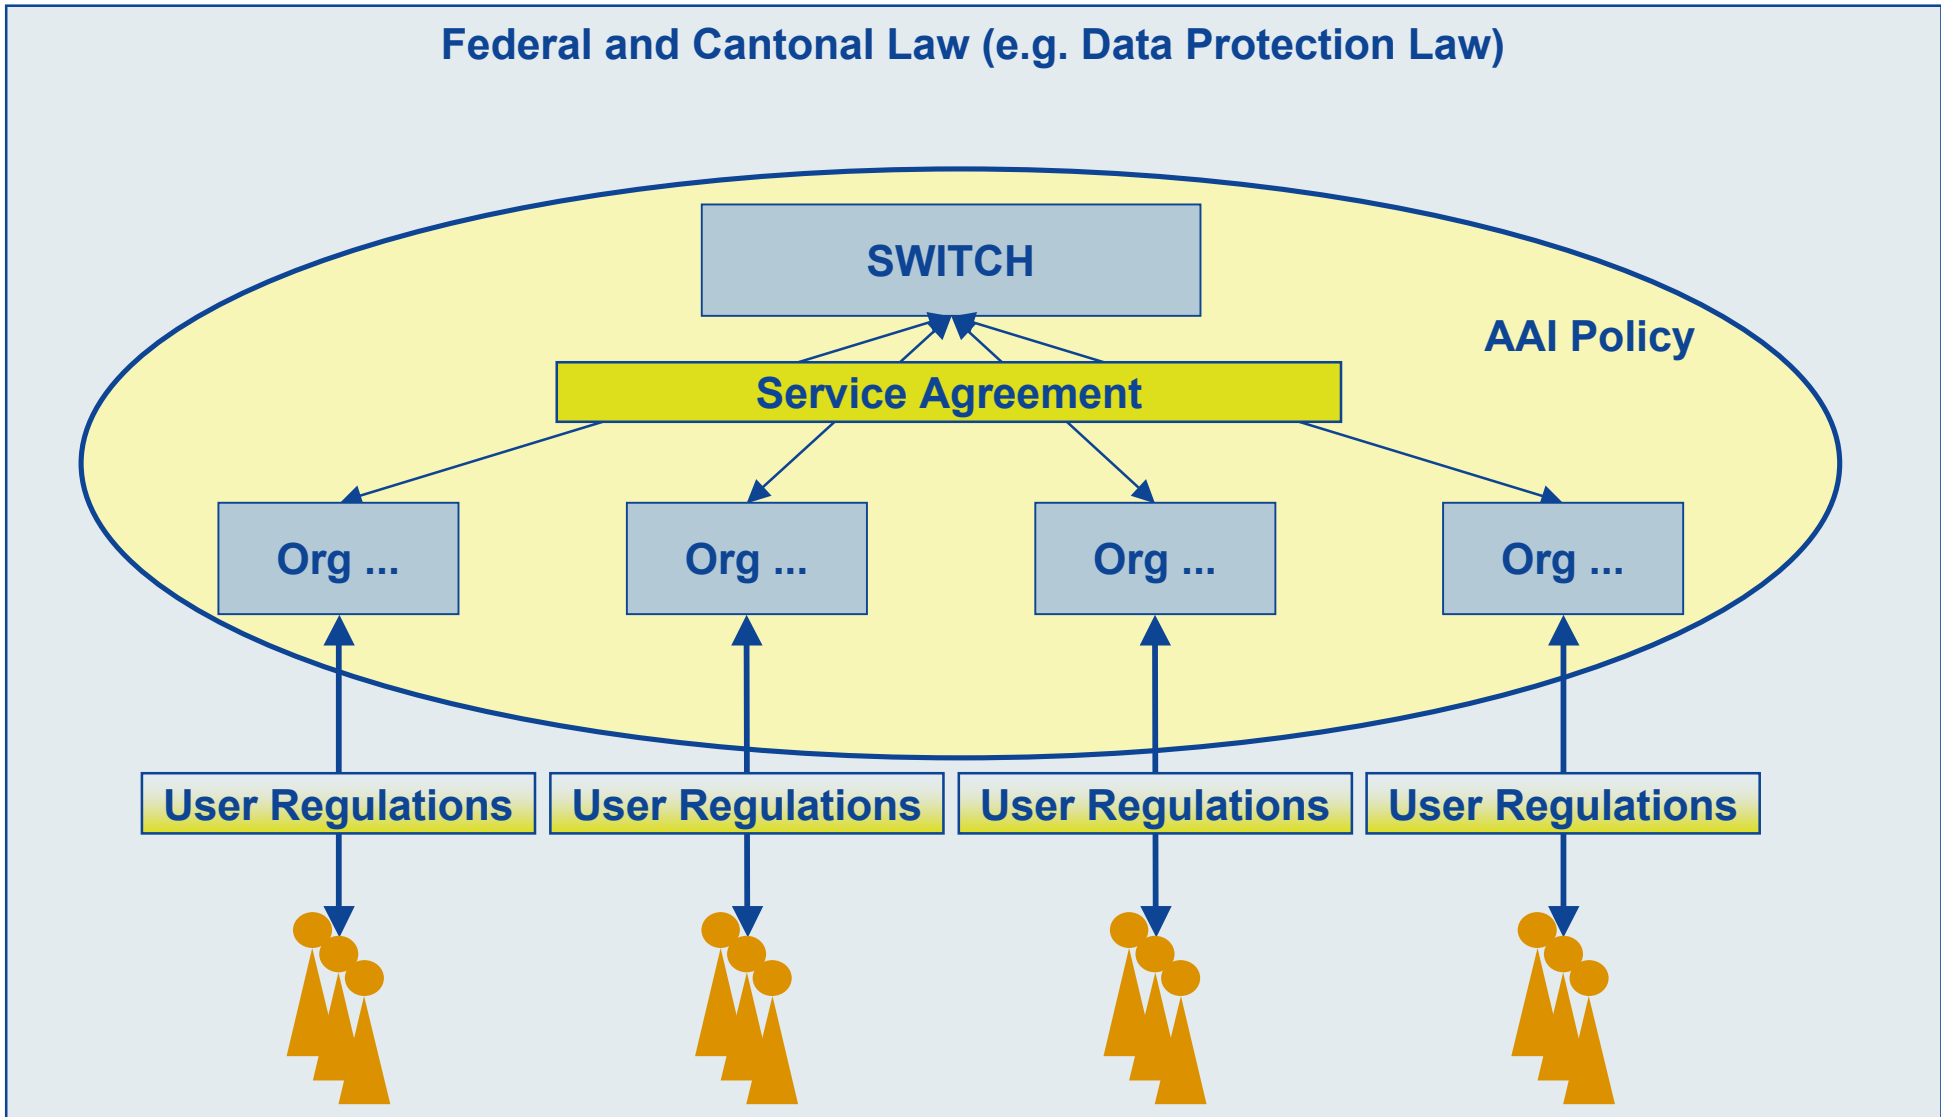 Federal and Cantonal Law (e.g. Data Protection Law)
SWITCH
AAI Policy
Service Agreement
Org ...
Org ...
Org ...
Org ...
User Regulations
User Regulations
User Regulations
User Regulations